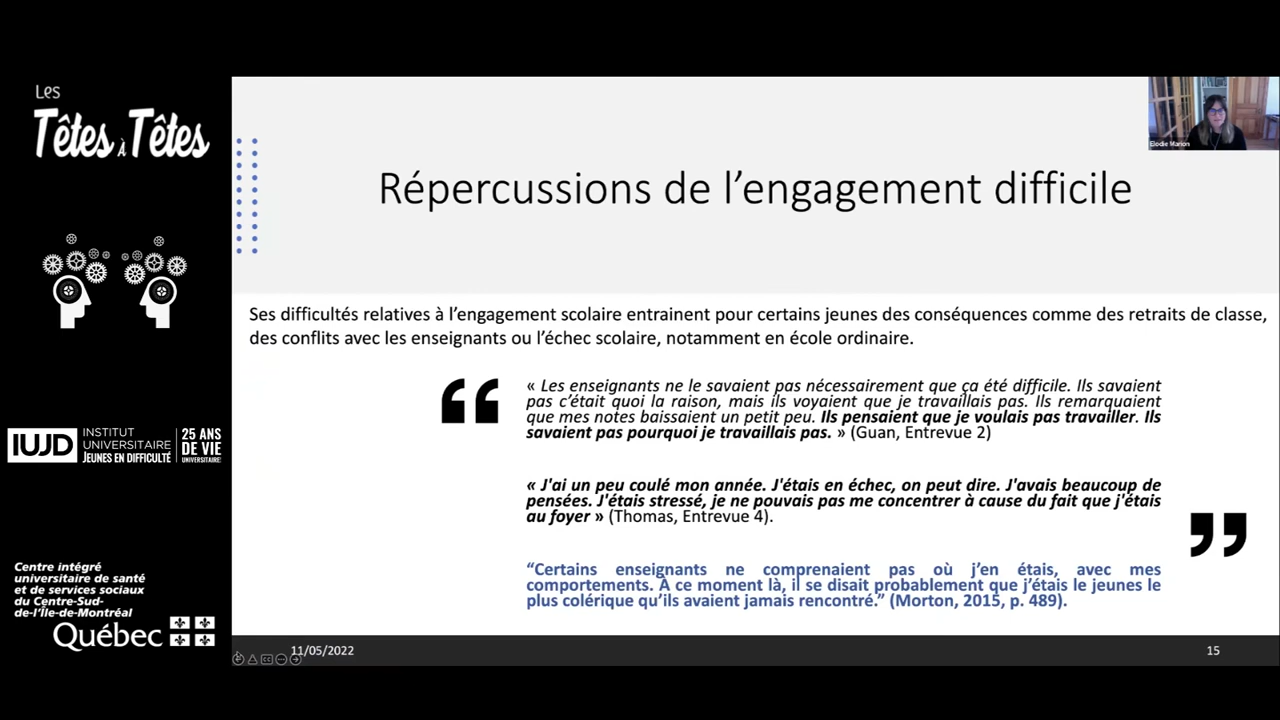 Les
Têtes à Têtes
IUJD
INSTITUT
UNIVERSITAIRE
JEUNES EN DIFFICULTÉ
25 ANS
DE VIE
UNIVERSITAIRE!
Centre intégré
universitaire de santé
et de services sociaux
du Centre-Sud-
de-l'Île-de-Montréal
Québec
Elodie Marion
Répercussions de l'engagement difficile
Ses difficultés relatives à l'engagement scolaire entrainent pour certains jeunes des conséquences comme des retraits de classe,
des conflits avec les enseignants ou l'échec scolaire, notamment en école ordinaire.
« Les enseignants ne le savaient pas nécessairement que ça été difficile. Ils savaient
pas c'était quoi la raison, mais ils voyaient que je travaillais pas. Ils remarquaient
que mes notes baissaient un petit peu. Ils pensaient que je voulais pas travailler. Ils
savaient pas pourquoi je travaillais pas. » (Guan, Entrevue 2)
« J'ai un peu coulé mon année. J'étais en échec, on peut dire. J'avais beaucoup de
pensées. J'étais stressé, je ne pouvais pas me concentrer à cause du fait que j'étais
au foyer » (Thomas, Entrevue 4).
“Certains enseignants ne comprenaient pas où j'en étais, avec mes
comportements. À ce moment là, il se disait probablement que j'étais le jeunes le
plus colérique qu'ils avaient jamais rencontré.” (Morton, 2015, p. 489).
11/05/2022
15